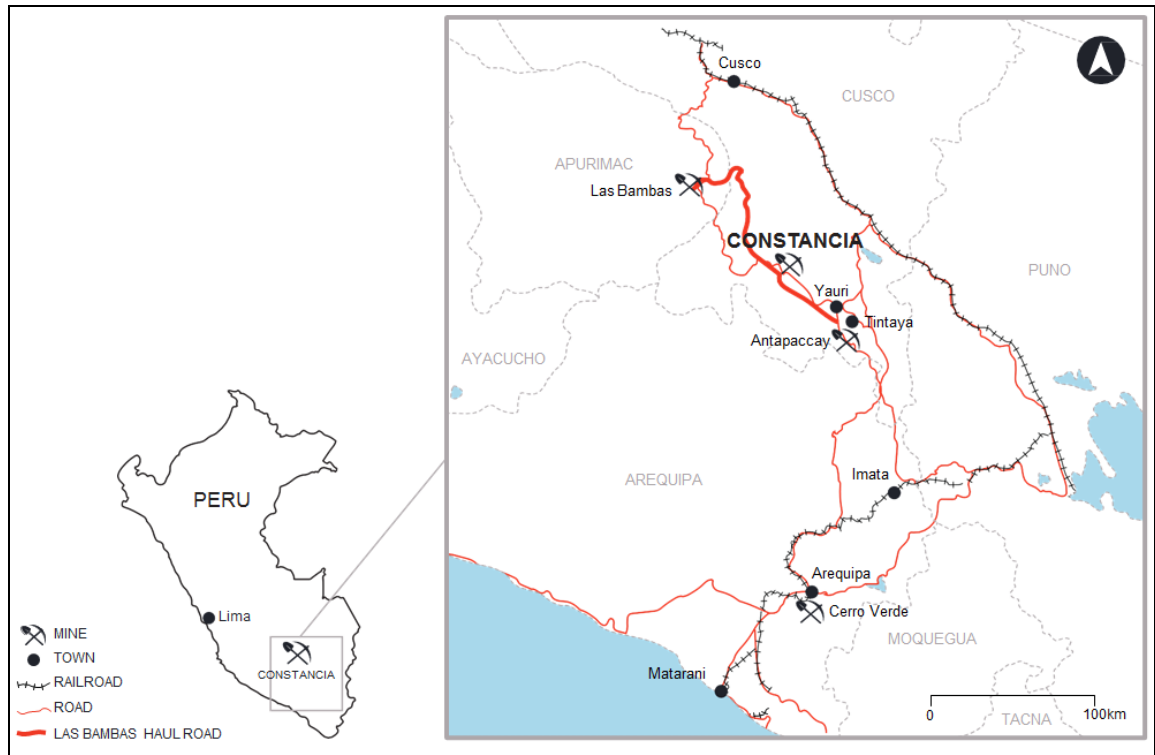 Cusco
CUSCO
APURIMAC
Las Bambas
CONSTANCIA
PUNO
Yauri
Tintaya
Antapaccay
AYACUCHO
AREQUIPA
Imata
PERU
Arequipa
Cerro Verde
Lima
MOQUEGUA
MINE
TOWN
CONSTANCIA
Matarani
RAILROAD
ROAD
0
100km
TACNA
LAS BAMBAS HAUL ROAD